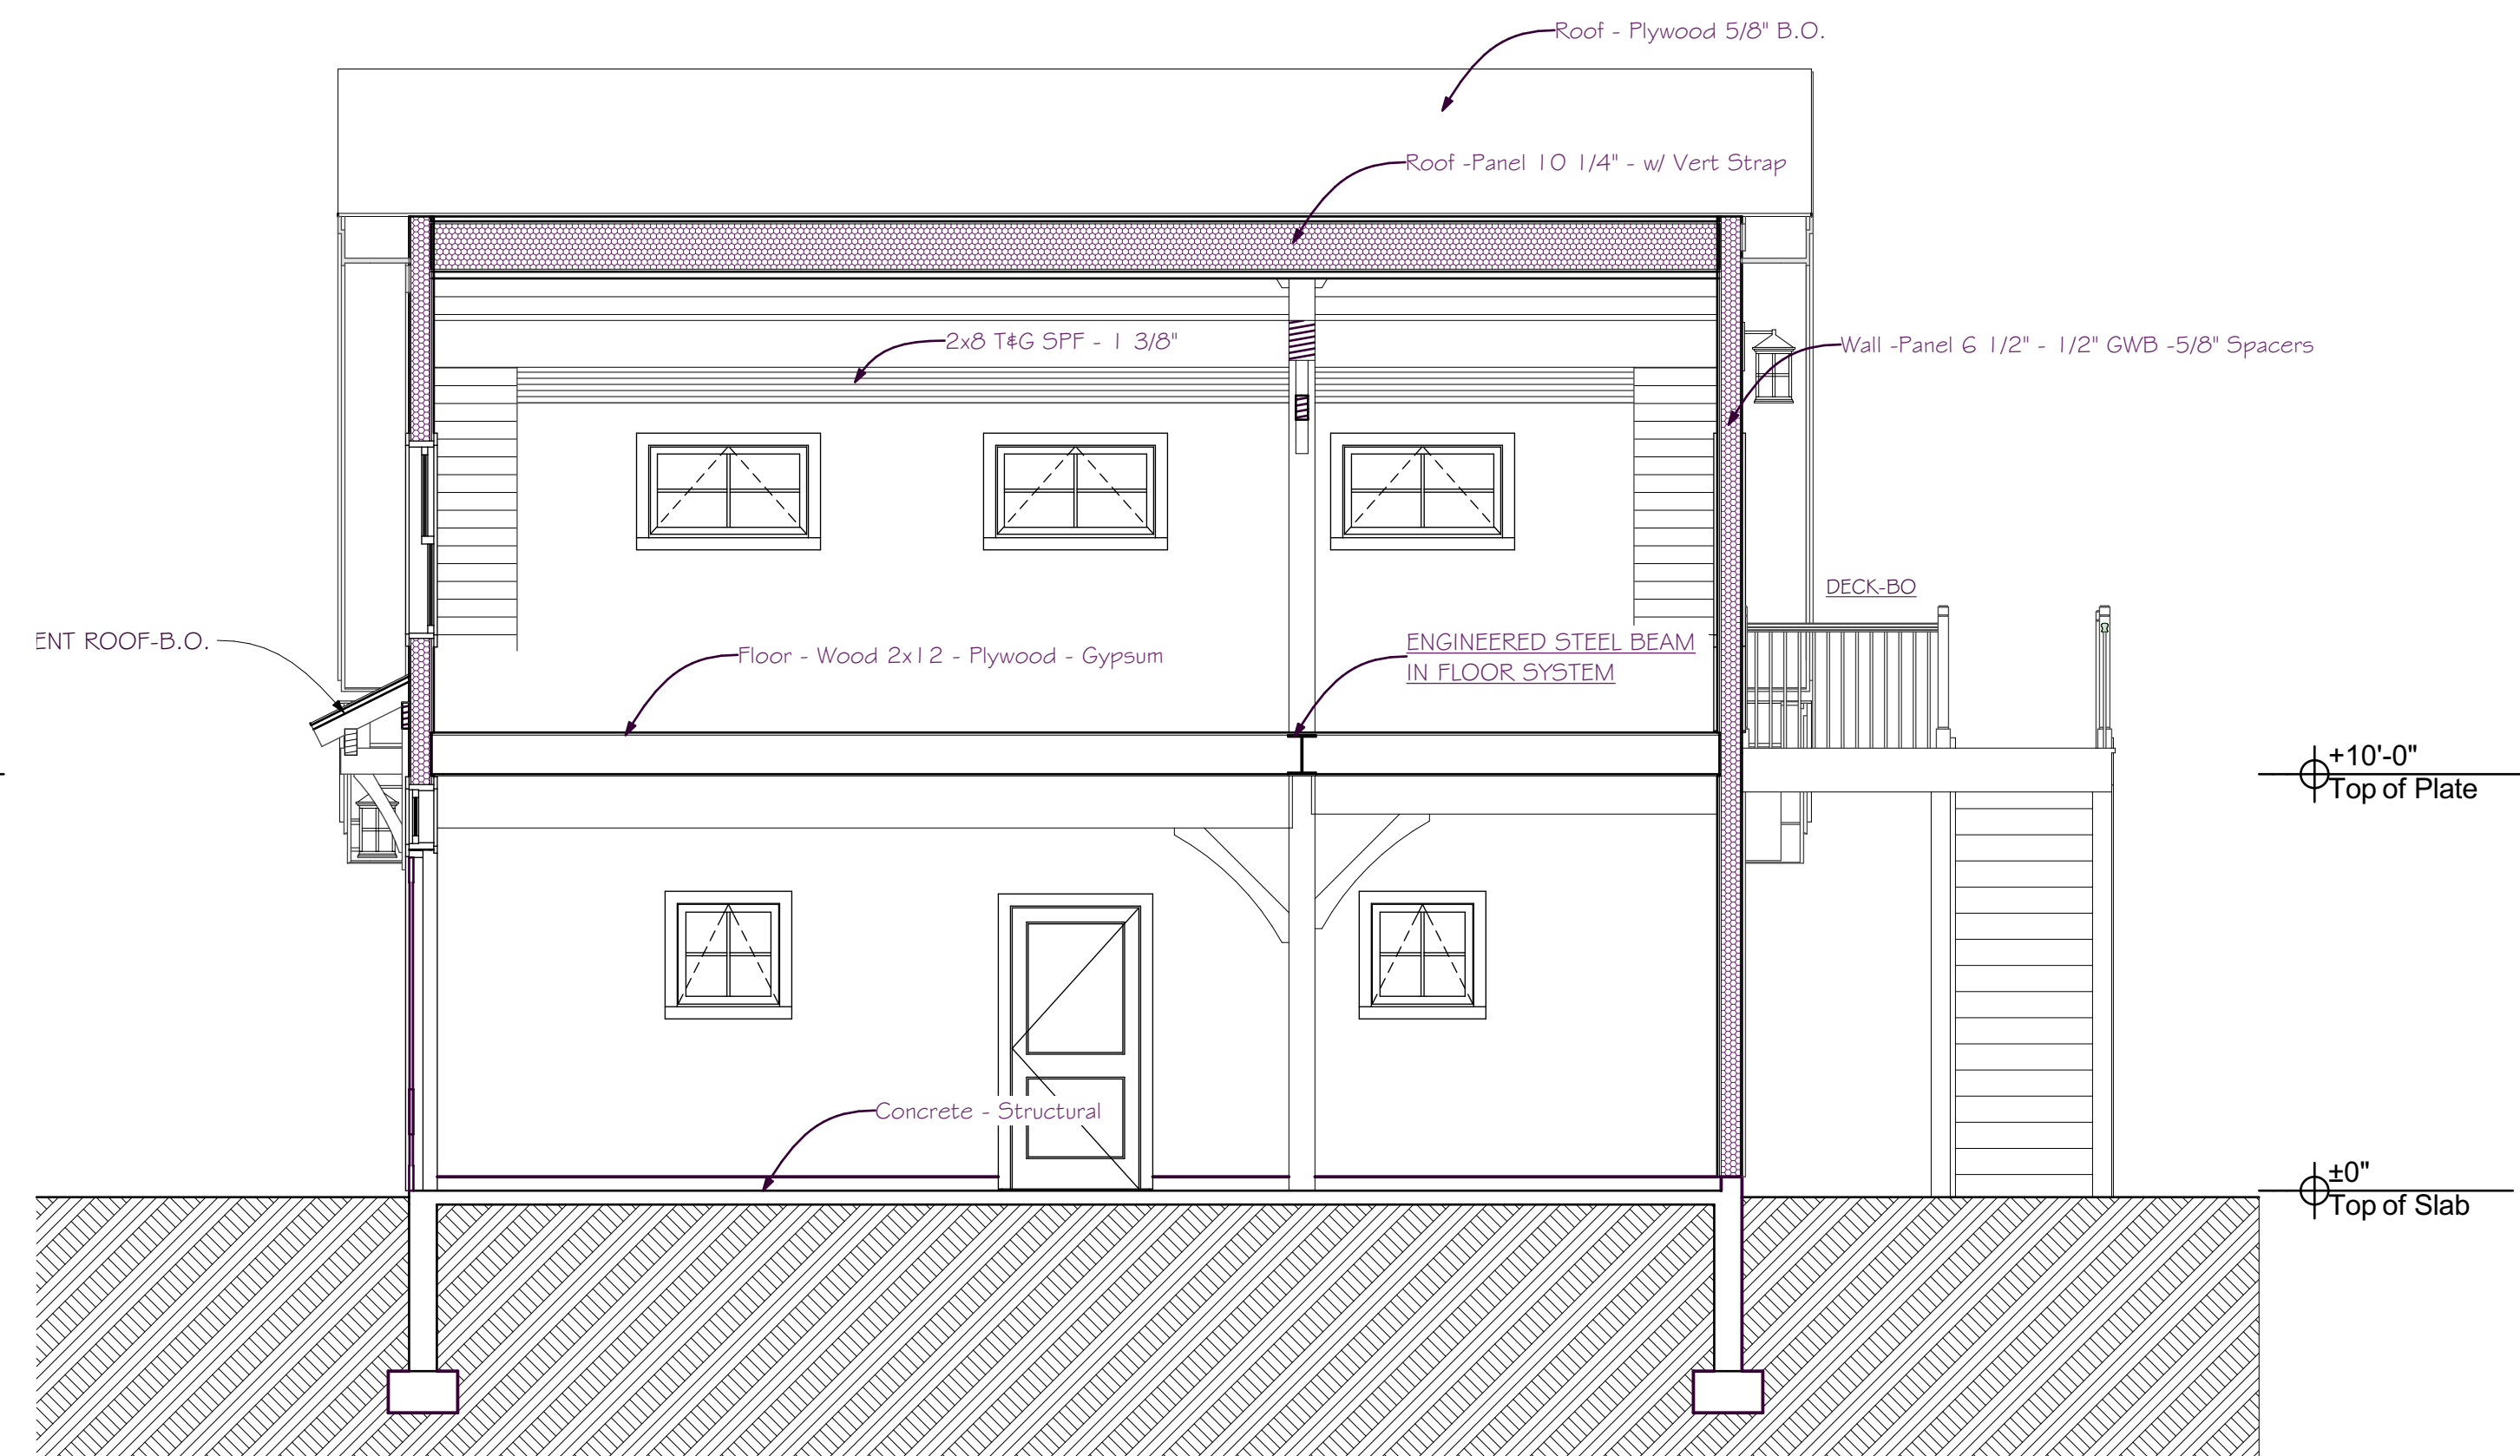 Roof - Plywood 5/8" B.O.
Roof -Panel 10 1/4" - w/ Vert Strap
2x8 T&G SPF - 1 3/8"
Wall -Panel 6 1/2" - 1/2" GWB -5/8" Spacers
DECK-BO
ENT ROOF-B.O.
Floor - Wood 2x12 - Plywood - Gypsum
ENGINEERED STEEL BEAM
IN FLOOR SYSTEM
+10'-0"
Top of Plate
Concrete - Structural
±0"
Top of Slab